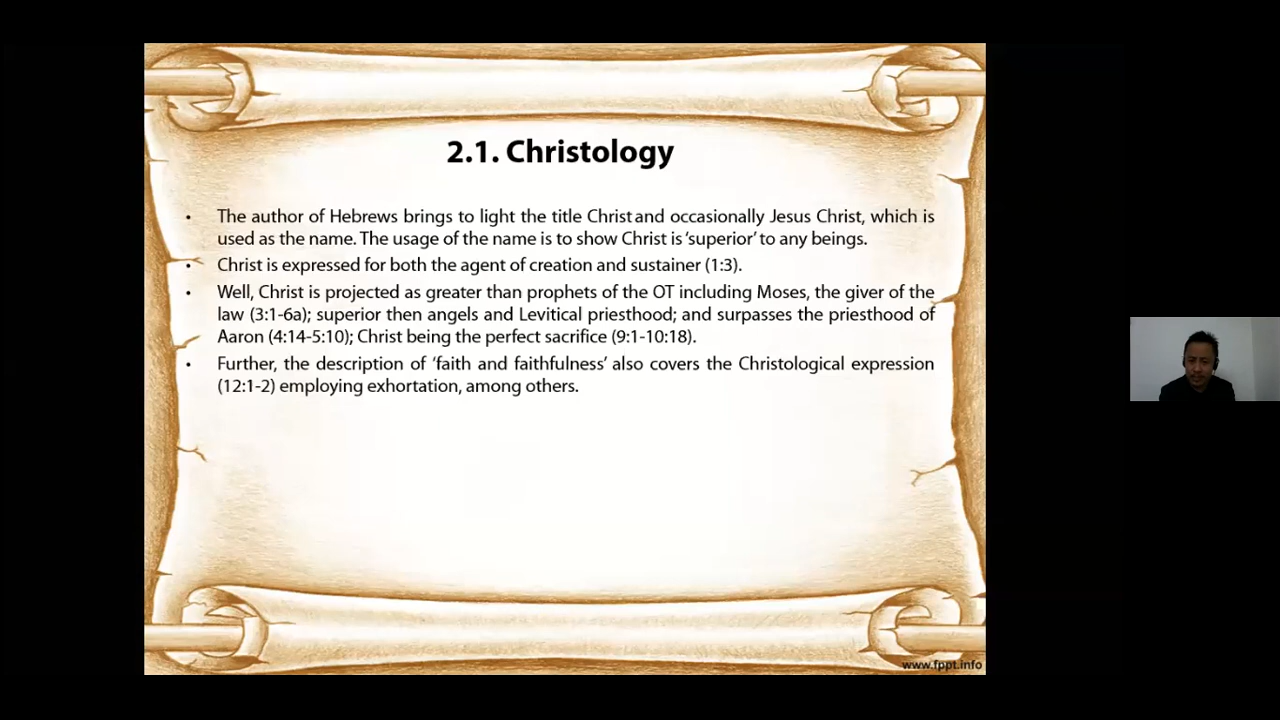 2.1. Christology
• The author of Hebrews brings to light the title Christ and occasionally Jesus Christ, which is
used as the name. The usage of the name is to show Christ is ‘superior’ to any beings.
• Christ is expressed for both the agent of creation and sustainer (1:3).
• Well, Christ is projected as greater than prophets of the OT including Moses, the giver of the
law (3:1-6a); superior then angels and Levitical priesthood; and surpasses the priesthood of
Aaron (4:14-5:10); Christ being the perfect sacrifice (9:1-10:18).
• Further, the description of ‘faith and faithfulness’ also covers the Christological expression
(12:1-2) employing exhortation, among others.
www.fppt.info